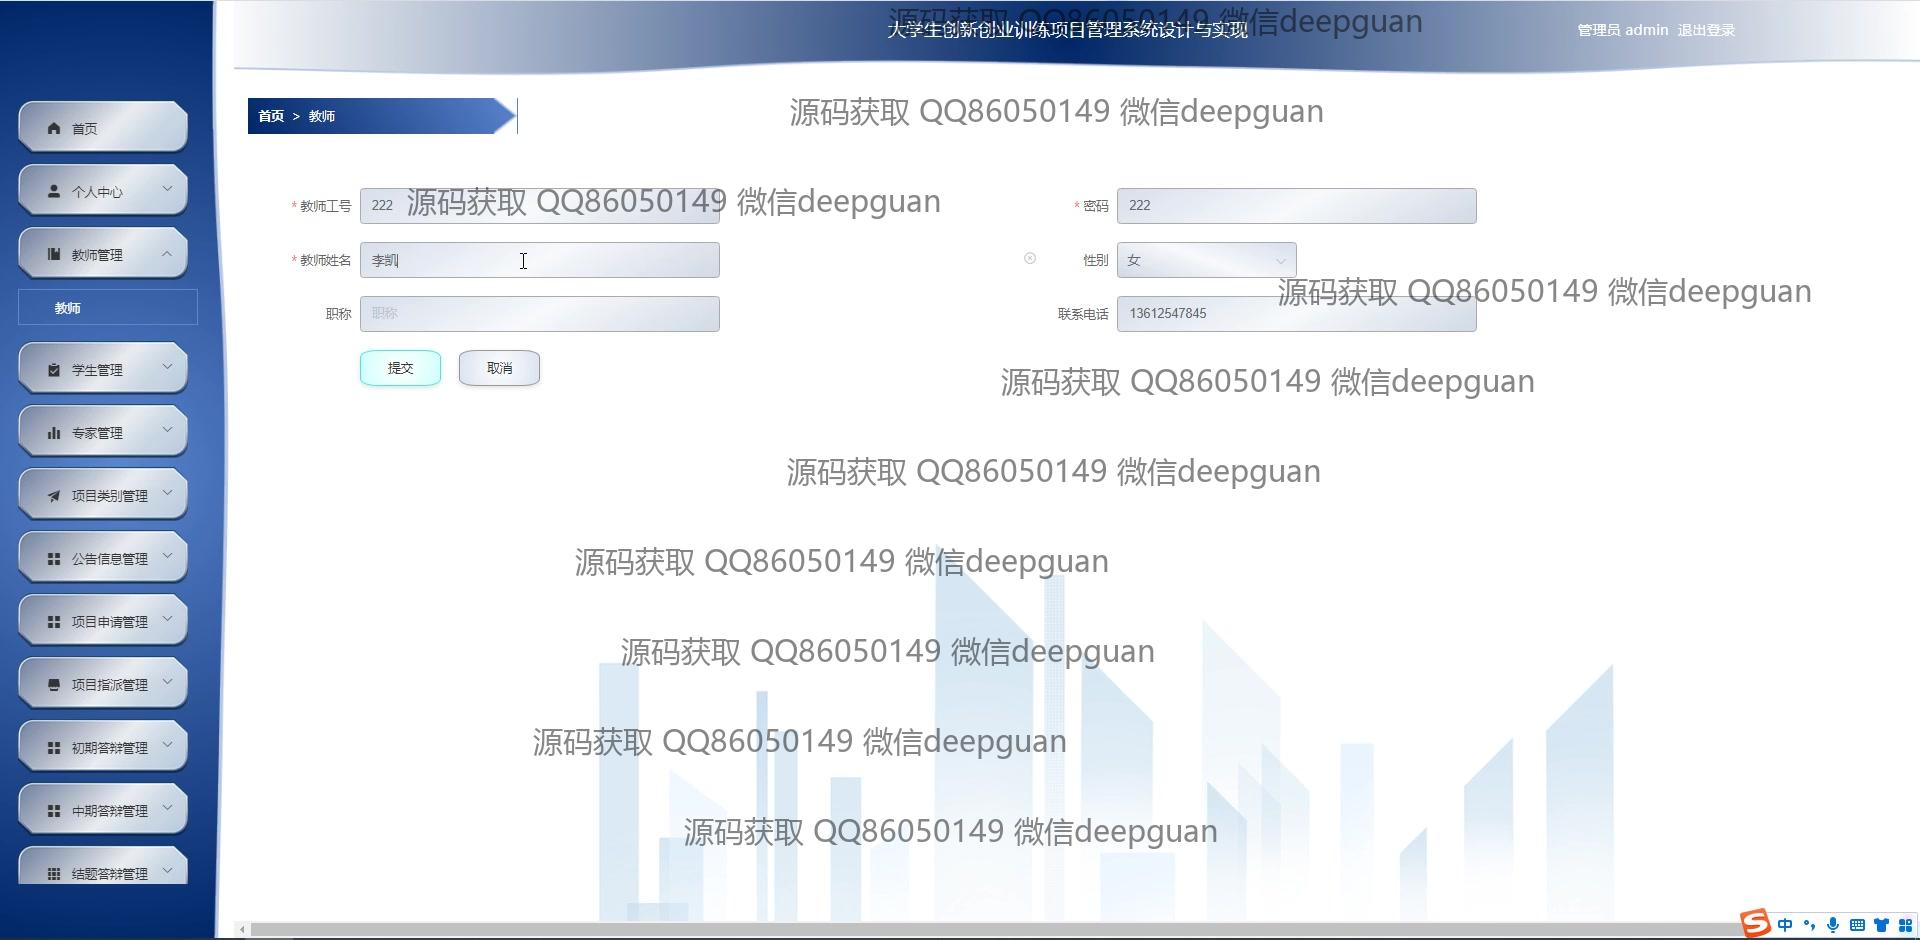 大学生创新创业训练项目管理系统设计与实现
源码获取 QQ86050149 微信deepguan
管理员 admin 退出登录
首页
个人中心
教师管理
教师
学生管理
专家管理
项目类别管理
公告信息管理
项目申请管理
项目指派管理
初期答辩管理
中期答辩管理
结题答辩管理
首页 > 教师
源码获取 QQ86050149 微信deepguan
* 教师工号 222
源码获取 QQ86050149 微信deepguan
* 密码 222
* 教师姓名 李凯
性别 女
源码获取 QQ86050149 微信deepguan
职称 职称
联系电话 13612547845
提交 取消
源码获取 QQ86050149 微信deepguan
源码获取 QQ86050149 微信deepguan
源码获取 QQ86050149 微信deepguan
源码获取 QQ86050149 微信deepguan
源码获取 QQ86050149 微信deepguan
源码获取 QQ86050149 微信deepguan
S 中